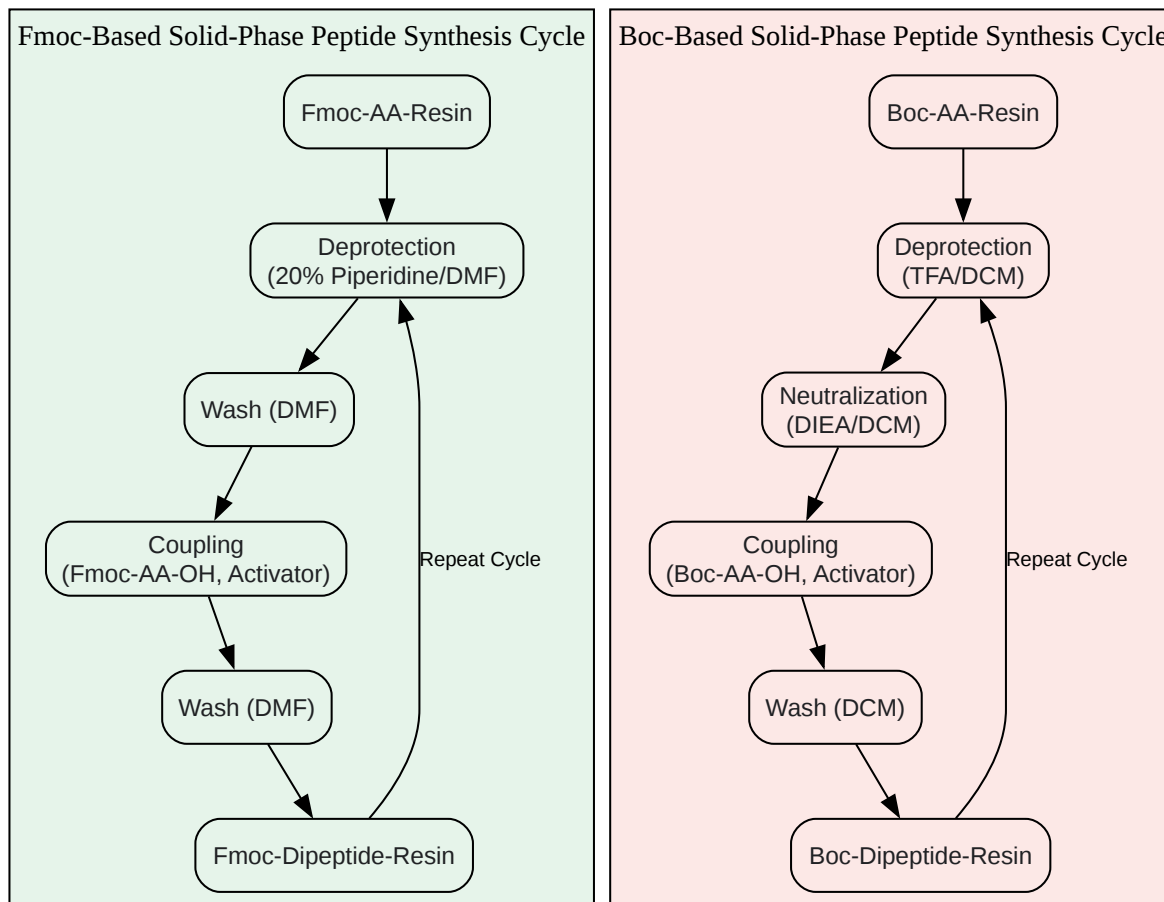 Fmoc-Based Solid-Phase Peptide Synthesis Cycle
Fmoc-AA-Resin
Deprotection
(20% Piperidine/DMF)
Wash (DMF)
Coupling
(Fmoc-AA-OH, Activator)
Repeat Cycle
Wash (DMF)
Fmoc-Dipeptide-Resin
Boc-Based Solid-Phase Peptide Synthesis Cycle
Boc-AA-Resin
Deprotection
(TFA/DCM)
Neutralization
(DIEA/DCM)
Coupling
(Boc-AA-OH, Activator)
Repeat Cycle
Wash (DCM)
Boc-Dipeptide-Resin